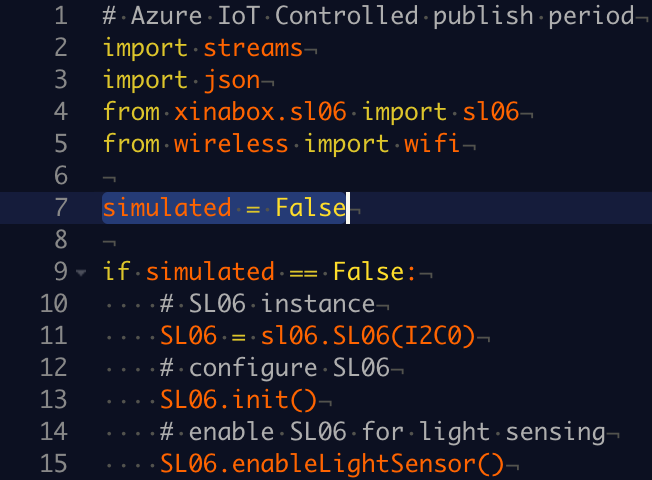 1 # Azure IoT Controlled publish period
2 import streams
3 import json
4 from xinabox.sl06 import sl06
5 from wireless import wifi
6
7 simulated = False
8
9 if simulated == False:
10     # SL06 instance
11     SL06 = sl06.SL06(I2C0)
12     # configure SL06
13     SL06.init()
14     # enable SL06 for light sensing
15     SL06.enableLightSensor()